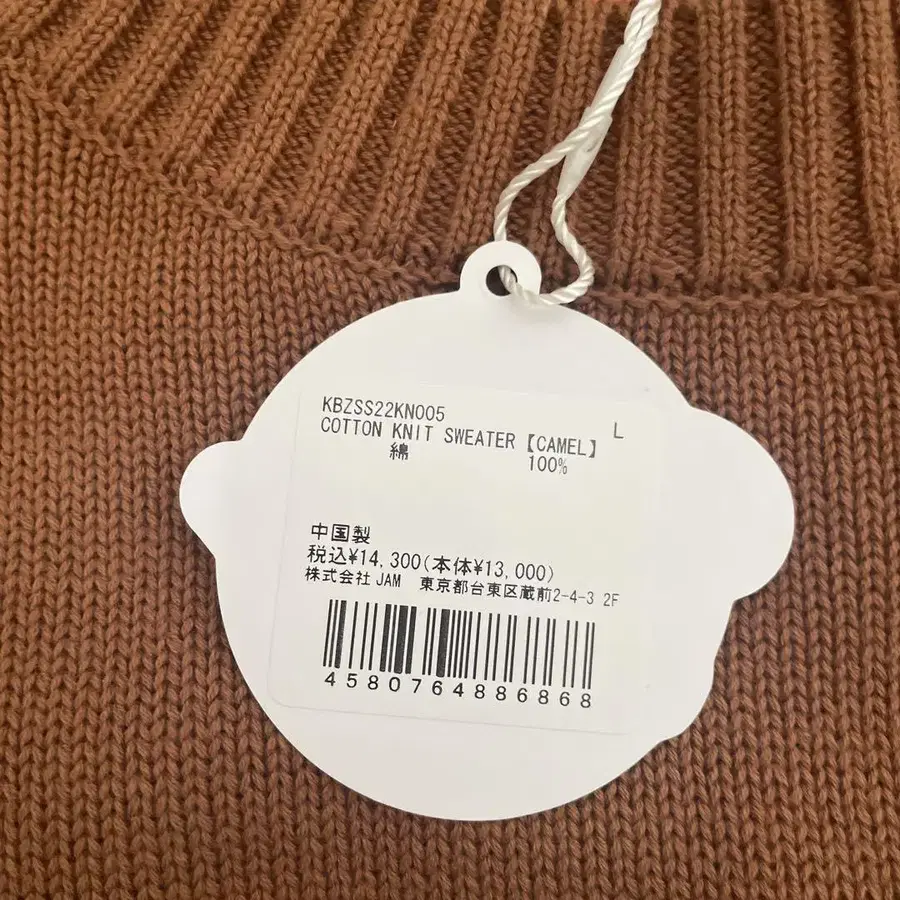 KBZSS22KN005
COTTON KNIT SWEATER【CAMEL】 L
綿 100%
中国製
税込¥14,300(本体¥13,000)
株式会社JAM 東京都台東区蔵前2-4-3 2F
4580764886868